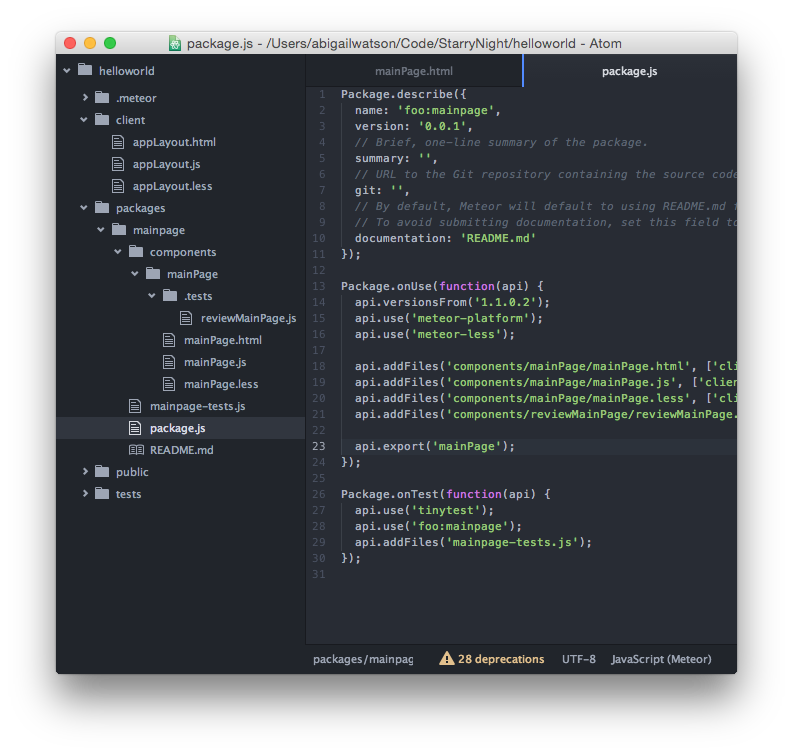 package.js - /Users/abigailwatson/Code/StarryNight/helloworld - Atom
helloworld
.meteor
client
appLayout.html
appLayout.js
appLayout.less
packages
mainpage
components
mainPage
.tests
reviewMainPage.js
mainPage.html
mainPage.js
mainPage.less
mainpage-tests.js
package.js
README.md
public
tests
mainPage.html
package.js
1 Package.describe({
2 name: 'foo:mainpage',
3 version: '0.0.1',
4 // Brief, one-line summary of the package.
5 summary: '',
6 // URL to the Git repository containing the source code
7 git: '',
8 // By default, Meteor will default to using README.md f
9 // To avoid submitting documentation, set this field to
10 documentation: 'README.md'
11 });
12
13 Package.onUse(function(api) {
14 api.versionsFrom('1.1.0.2');
15 api.use('meteor-platform');
16 api.use('meteor-less');
17
18 api.addFiles('components/mainPage/mainPage.html', ['cli
19 api.addFiles('components/mainPage/mainPage.js', ['clien
20 api.addFiles('components/mainPage/mainPage.less', ['cli
21 api.addFiles('components/reviewMainPage/reviewMainPage.
22
23 api.export('mainPage');
24 });
25
26 Package.onTest(function(api) {
27 api.use('tinytest');
28 api.use('foo:mainpage');
29 api.addFiles('mainpage-tests.js');
30 });
31
packages/mainpag
28 deprecations
UTF-8
JavaScript (Meteor)